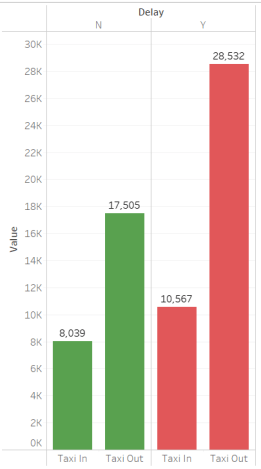 Delay
N Y
30K
28K
26K
24K
22K
20K
18K
16K
14K
12K
10K
8K
6K
4K
2K
0K
Value
8,039
17,505
10,567
28,532
Taxi In Taxi Out Taxi In Taxi Out